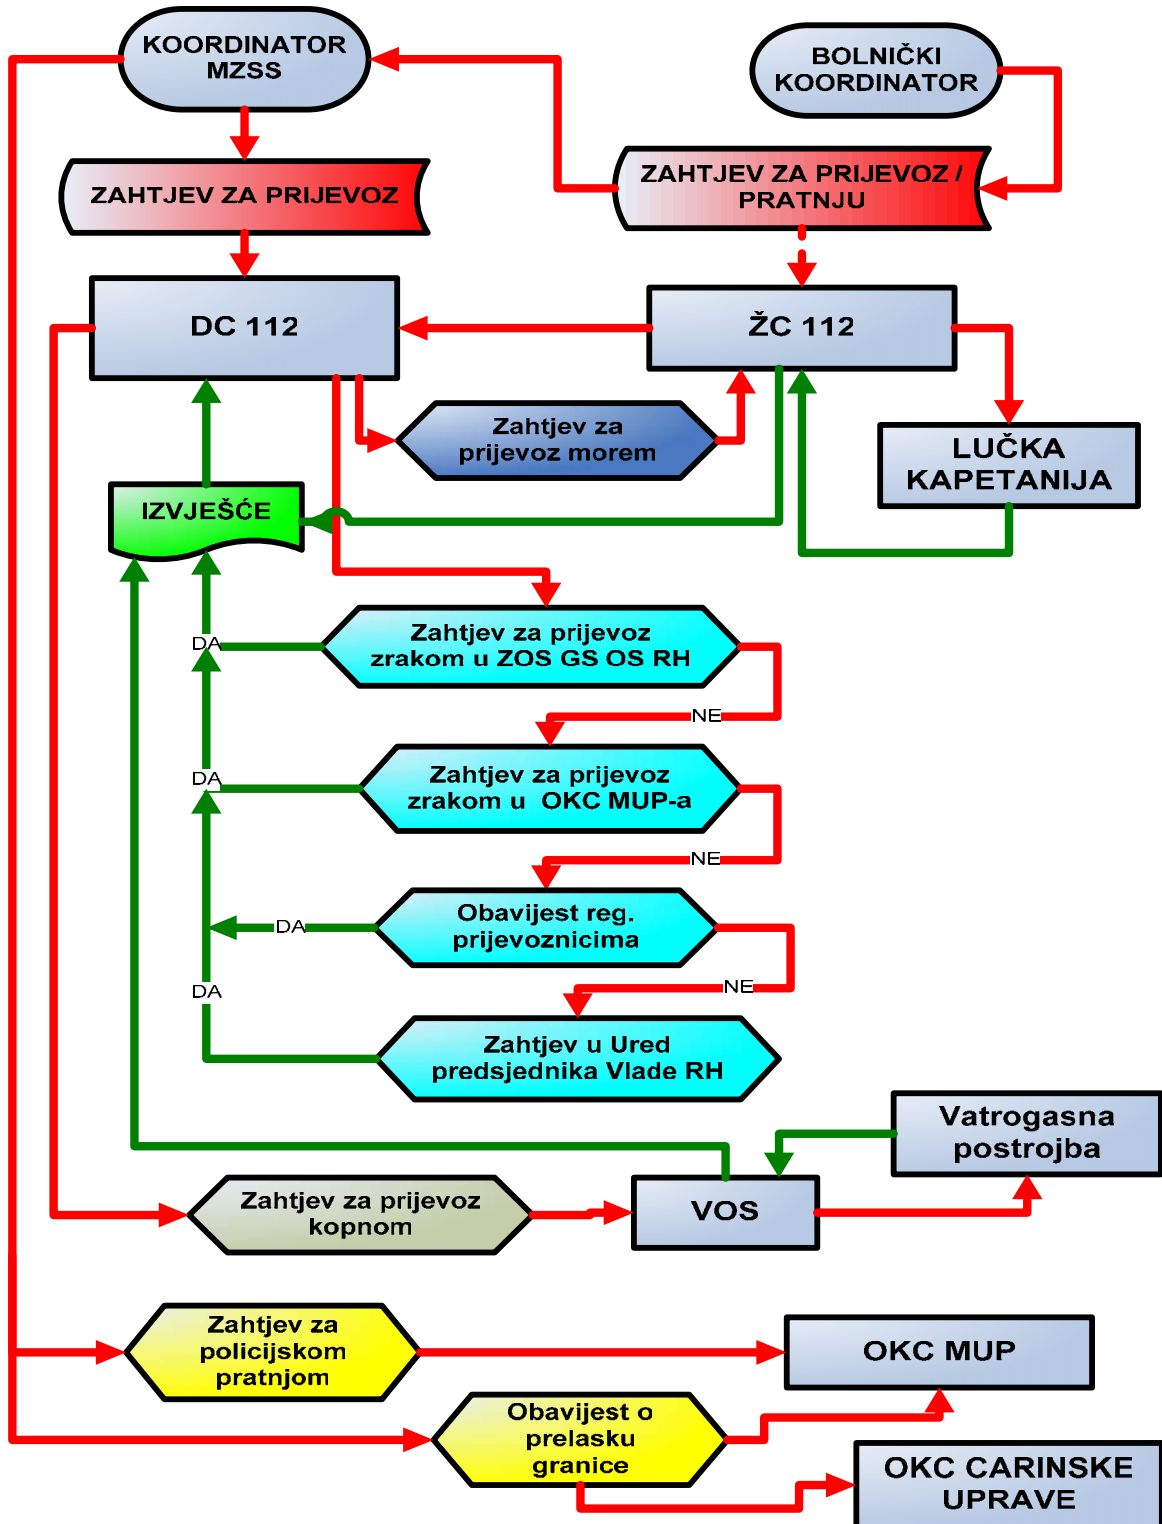 KOORDINATOR
MZSS
BOLNIČKI
KOORDINATOR
ZAHTJEV ZA PRIJEVOZ
ZAHTJEV ZA PRIJEVOZ /
PRATNJU
DC 112
ŽC 112
Zahtjev za
prijevoz morem
LUČKA
KAPETANIJA
IZVJEŠĆE
Zahtjev za prijevoz
zrakom u ZOS GS OS RH
DA
NE
Zahtjev za prijevoz
zrakom u OKC MUP-a
DA
NE
Obavijest reg.
prijevoznicima
DA
NE
DA
Zahtjev u Ured
predsjednika Vlade RH
Vatrogasna
postrojba
Zahtjev za prijevoz
kopnom
VOS
Zahtjev za
policijskom
pratnjom
OKC MUP
Obavijest o
prelasku
granice
OKC CARINSKE
UPRAVE